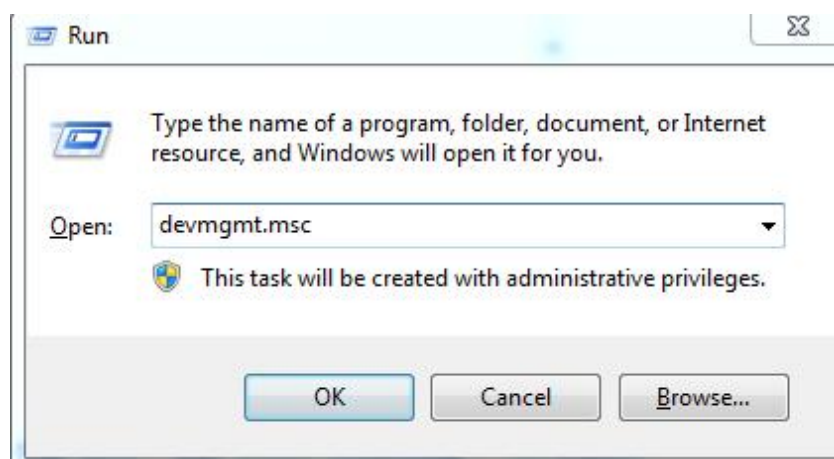 Run
Type the name of a program, folder, document, or Internet
resource, and Windows will open it for you.
Open: devmgmt.msc
This task will be created with administrative privileges.
OK Cancel Browse...